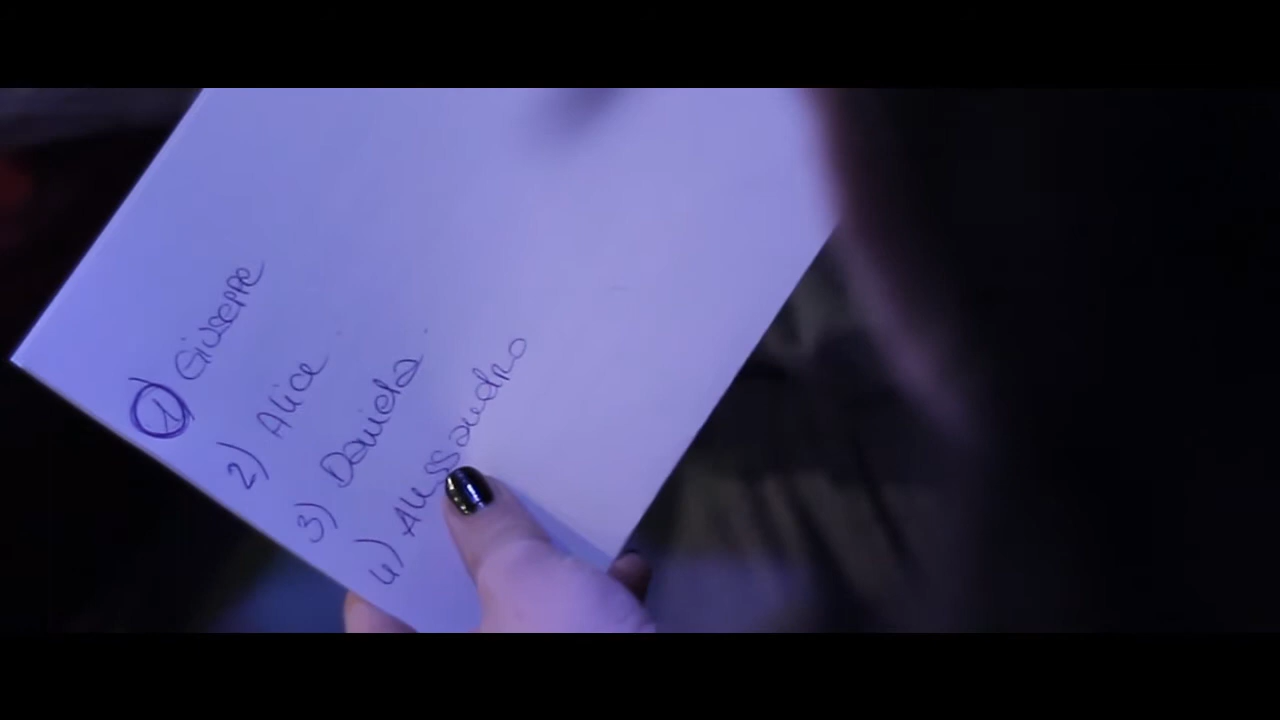 1) Giuseppe
2) Alice
3) Daniela
4) Alessandro